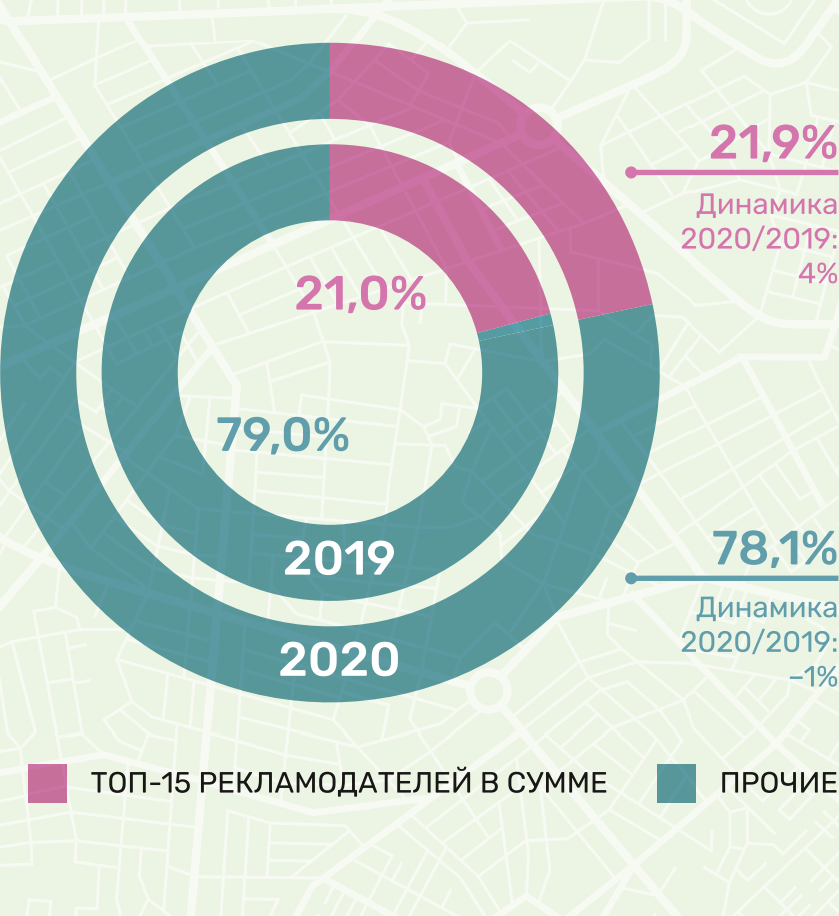 21,9%
Динамика
2020/2019:
4%
21,0%
79,0%
2019
78,1%
Динамика
2020/2019:
–1%
2020
ТОП-15 РЕКЛАМОДАТЕЛЕЙ В СУММЕ
ПРОЧИЕ